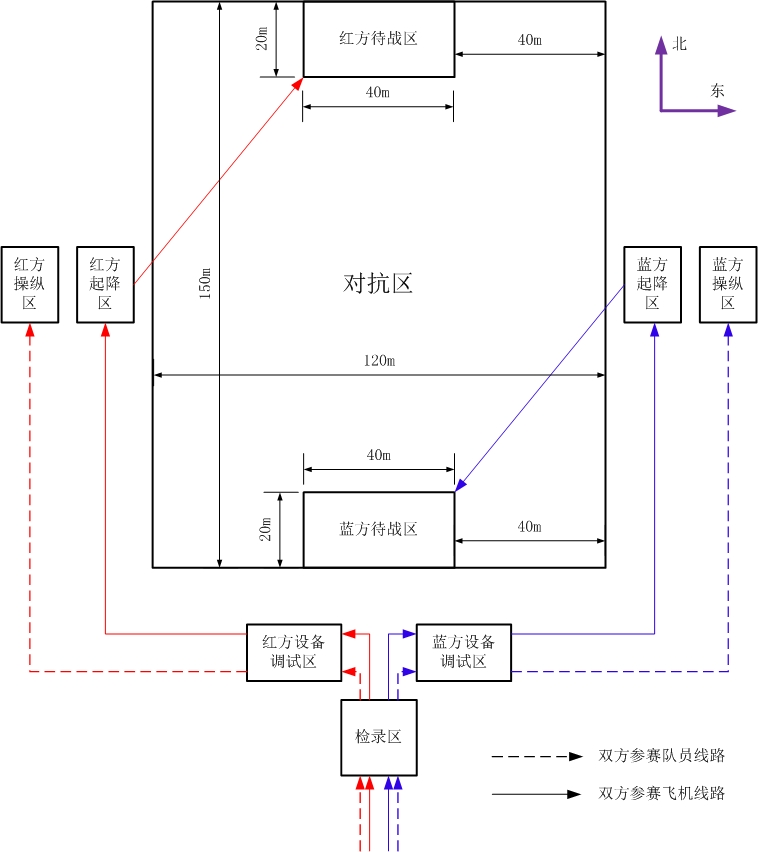 红方待战区
20m
40m
40m
北
东
红方
操纵
区
红方
起降
区
150m
对抗区
蓝方
起降
区
蓝方
操纵
区
120m
40m
20m
蓝方待战区
40m
红方设备
调试区
蓝方设备
调试区
检录区
双方参赛队员线路
双方参赛飞机线路